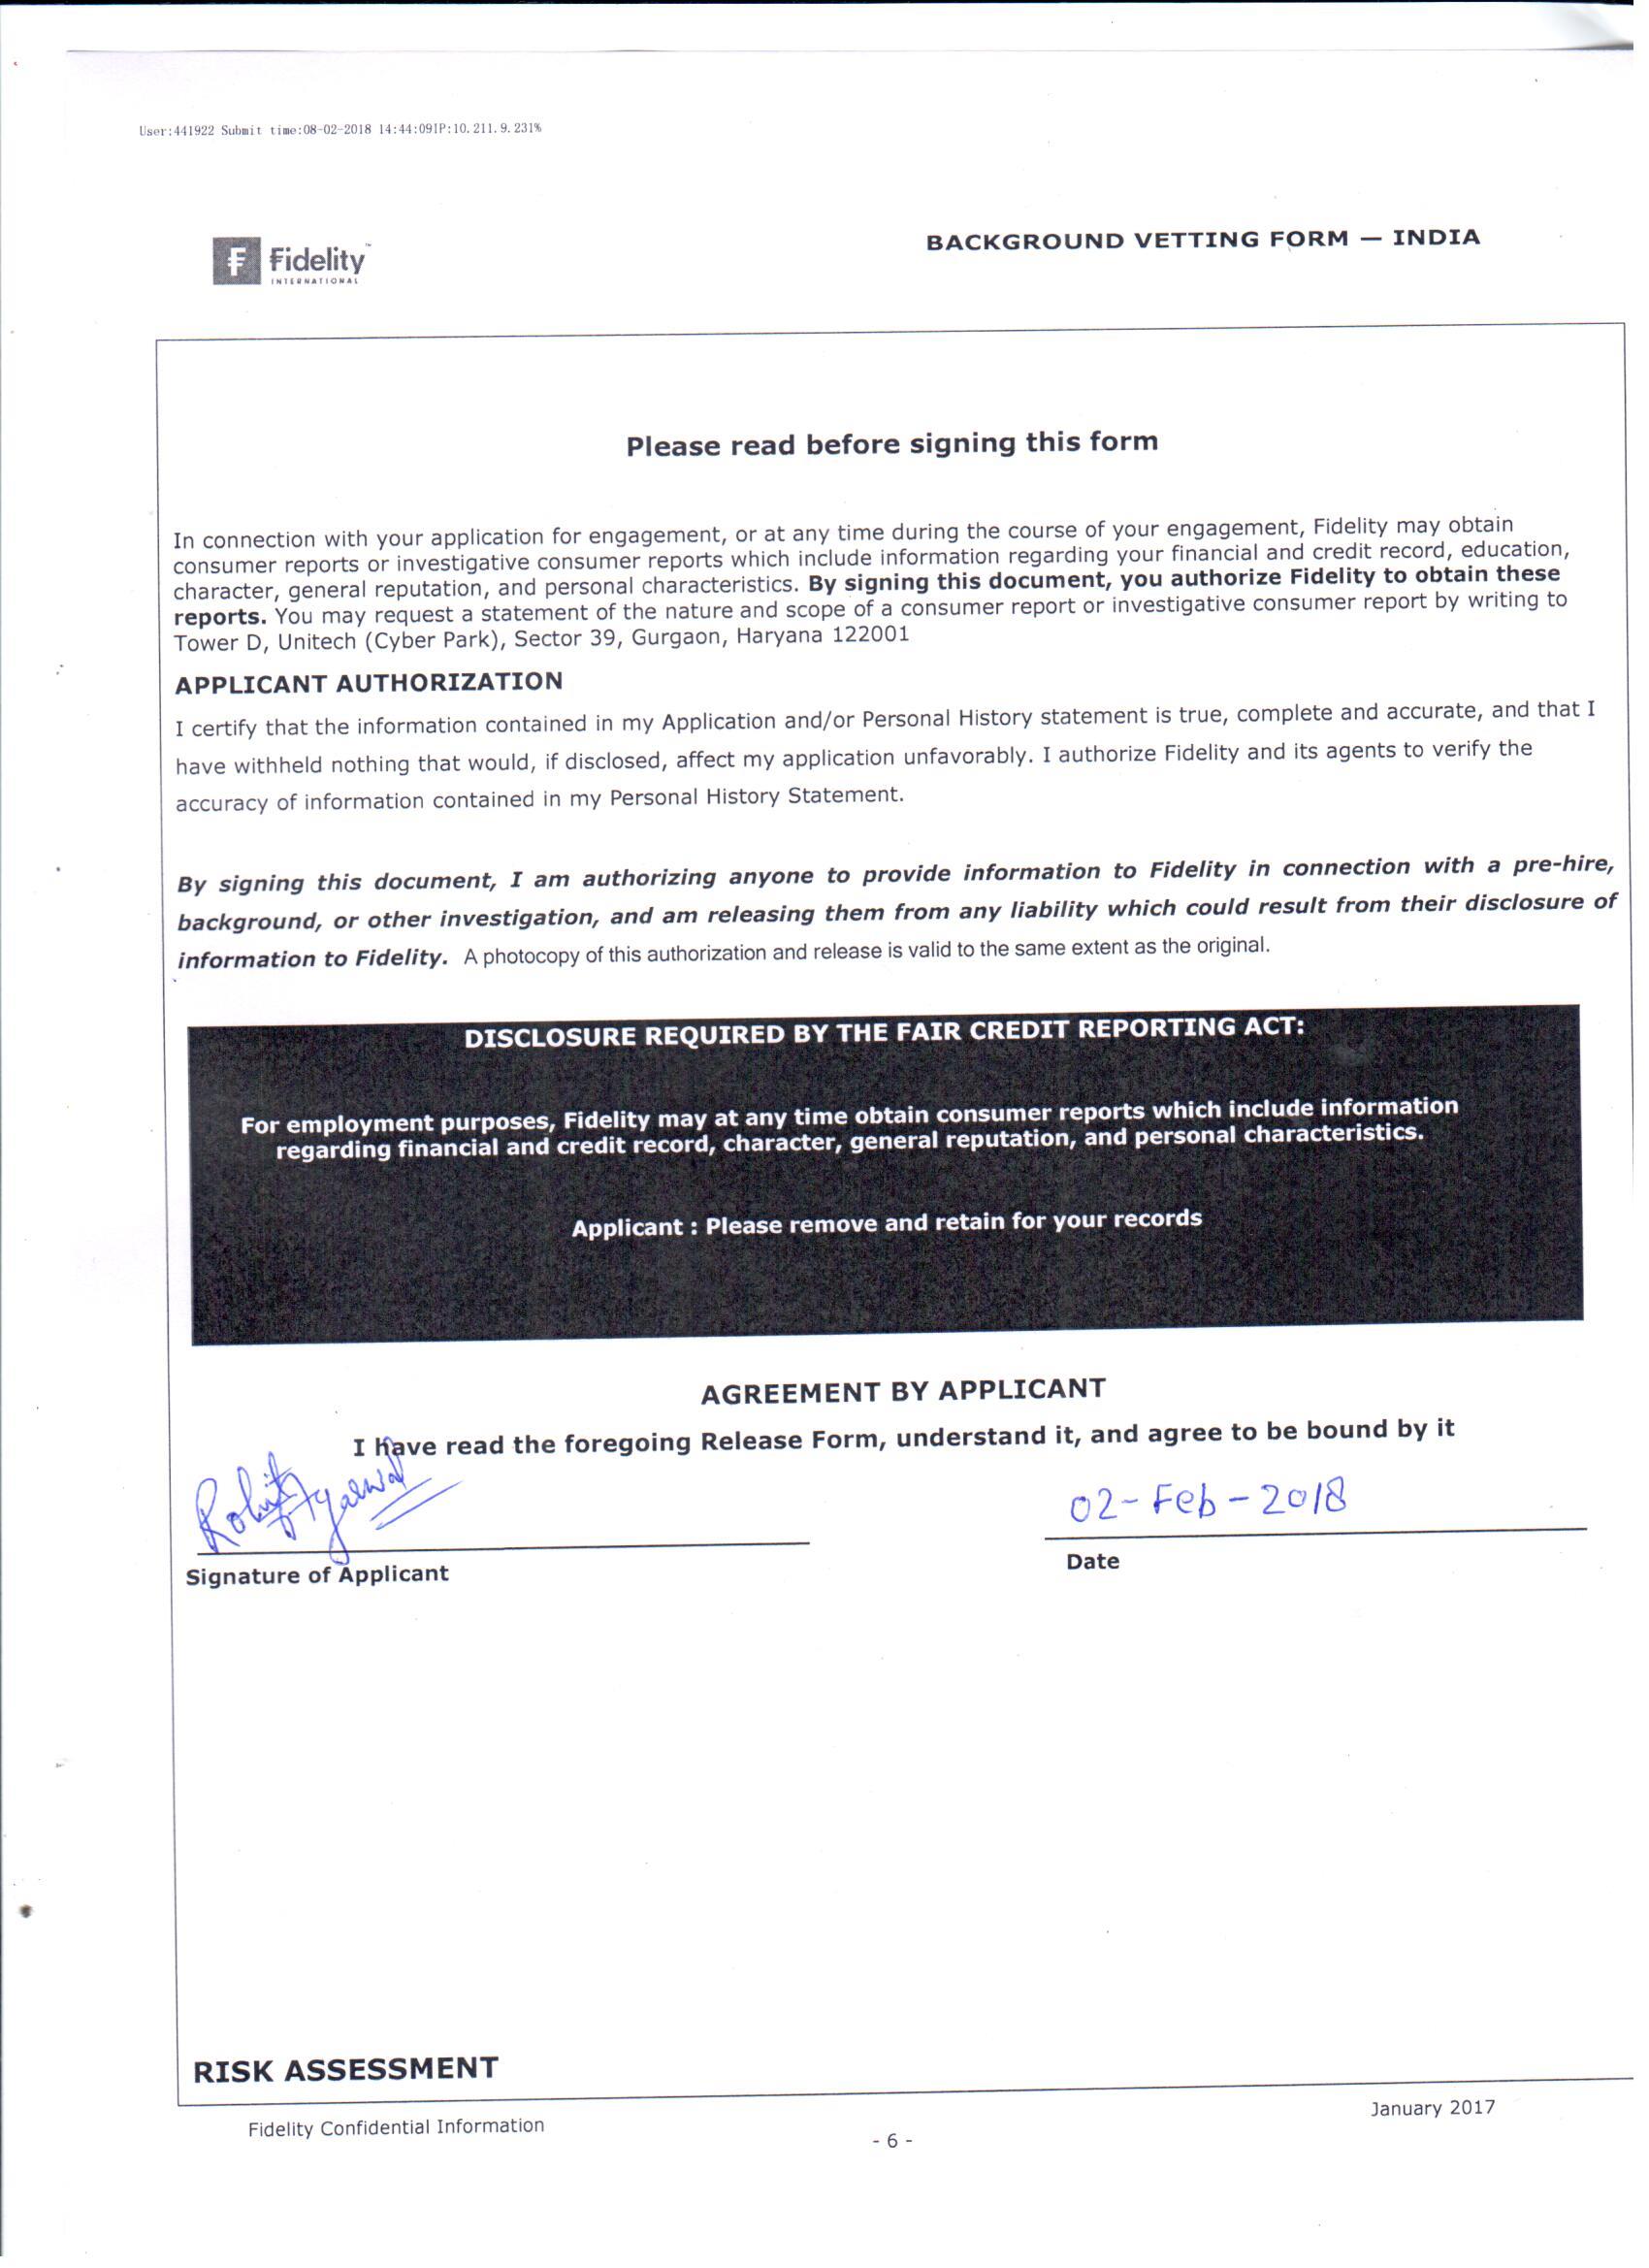 User:441922 Submit time:08-02-2018 14:44:09IP:10.211.9.231%
Fidelity™
INTERNATIONAL
BACKGROUND VETTING FORM — INDIA
Please read before signing this form
In connection with your application for engagement, or at any time during the course of your engagement, Fidelity may obtain
consumer reports or investigative consumer reports which include information regarding your financial and credit record, education,
character, general reputation, and personal characteristics. By signing this document, you authorize Fidelity to obtain these
reports. You may request a statement of the nature and scope of a consumer report or investigative consumer report by writing to
Tower D, Unitech (Cyber Park), Sector 39, Gurgaon, Haryana 122001
APPLICANT AUTHORIZATION
I certify that the information contained in my Application and/or Personal History statement is true, complete and accurate, and that I
have withheld nothing that would, if disclosed, affect my application unfavorably. I authorize Fidelity and its agents to verify the
accuracy of information contained in my Personal History Statement.
By signing this document, I am authorizing anyone to provide information to Fidelity in connection with a pre-hire,
background, or other investigation, and am releasing them from any liability which could result from their disclosure of
information to Fidelity. A photocopy of this authorization and release is valid to the same extent as the original.
DISCLOSURE REQUIRED BY THE FAIR CREDIT REPORTING ACT:
For employment purposes, Fidelity may at any time obtain consumer reports which include information
regarding financial and credit record, character, general reputation, and personal characteristics.
Applicant : Please remove and retain for your records
AGREEMENT BY APPLICANT
I have read the foregoing Release Form, understand it, and agree to be bound by it
Rohit Agarwal
02-Feb-2018
Signature of Applicant
Date
RISK ASSESSMENT
Fidelity Confidential Information
- 6 -
January 2017